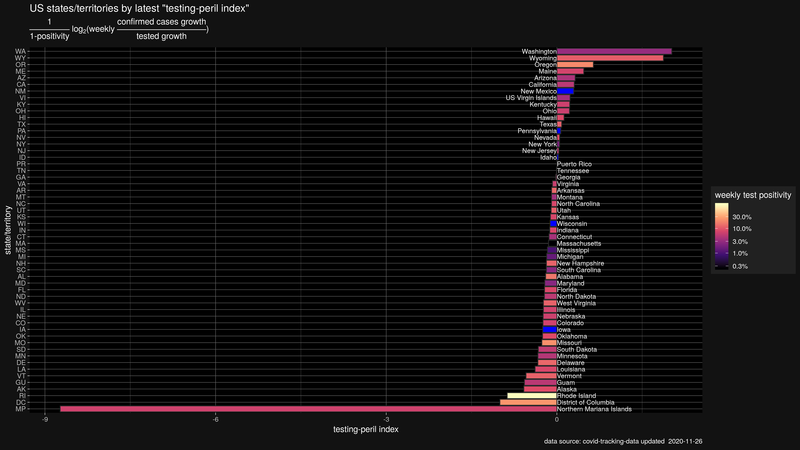 US states/territories by latest "testing-peril index"
1
1-positivity
log2(weekly
confirmed cases growth
tested growth
)
WA Washington
WY Wyoming
OR Oregon
ME Maine
AZ Arizona
CA California
NM New Mexico
VI US Virgin Islands
KY Kentucky
OH Ohio
HI Hawaii
TX Texas
PA Pennsylvania
NV Nevada
NY New York
NJ New Jersey
ID Idaho
PR Puerto Rico
TN Tennessee
GA Georgia
VA Virginia
AR Arkansas
MT Montana
NC North Carolina
UT Utah
KS Kansas
WI Wisconsin
IN Indiana
CT Connecticut
MA Massachusetts
MS Mississippi
MI Michigan
NH New Hampshire
SC South Carolina
AL Alabama
MD Maryland
FL Florida
ND North Dakota
WV West Virginia
IL Illinois
NE Nebraska
CO Colorado
IA Iowa
OK Oklahoma
MO Missouri
SD South Dakota
MN Minnesota
DE Delaware
LA Louisiana
VT Vermont
GU Guam
AK Alaska
RI Rhode Island
DC District of Columbia
MP Northern Mariana Islands
state/territory
-9 -6 -3 0
testing-peril index
weekly test positivity
30.0%
10.0%
3.0%
1.0%
0.3%
data source: covid-tracking-data updated 2020-11-26